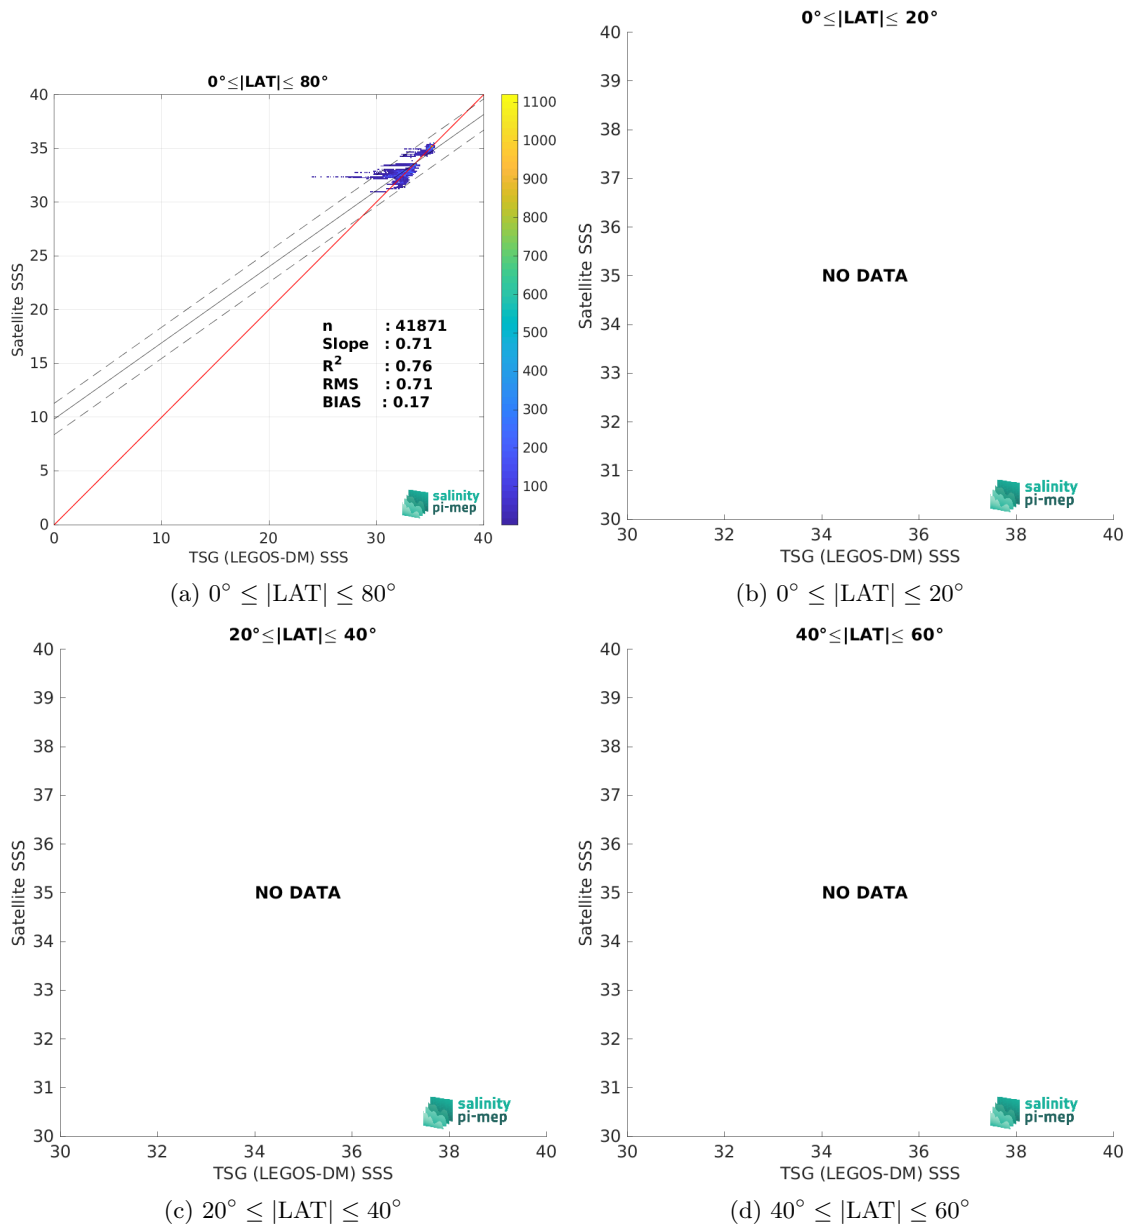 0°≤|LAT|≤ 80°
40
35
30
25
20
15
10
5
0
0
10
20
30
40
Satellite SSS
TSG (LEGOS-DM) SSS
n : 41871
Slope : 0.71
R² : 0.76
RMS : 0.71
BIAS : 0.17
salinity
pi-mep
1100
1000
900
800
700
600
500
400
300
200
100
(a) 0° ≤ |LAT| ≤ 80°
0°≤|LAT|≤ 20°
40
39
38
37
36
35
34
33
32
31
30
30
32
34
36
38
40
Satellite SSS
NO DATA
salinity
pi-mep
TSG (LEGOS-DM) SSS
(b) 0° ≤ |LAT| ≤ 20°
20°≤|LAT|≤ 40°
40
39
38
37
36
35
34
33
32
31
30
30
32
34
36
38
40
Satellite SSS
NO DATA
salinity
pi-mep
TSG (LEGOS-DM) SSS
(c) 20° ≤ |LAT| ≤ 40°
40°≤|LAT|≤ 60°
40
39
38
37
36
35
34
33
32
31
30
30
32
34
36
38
40
Satellite SSS
NO DATA
salinity
pi-mep
TSG (LEGOS-DM) SSS
(d) 40° ≤ |LAT| ≤ 60°